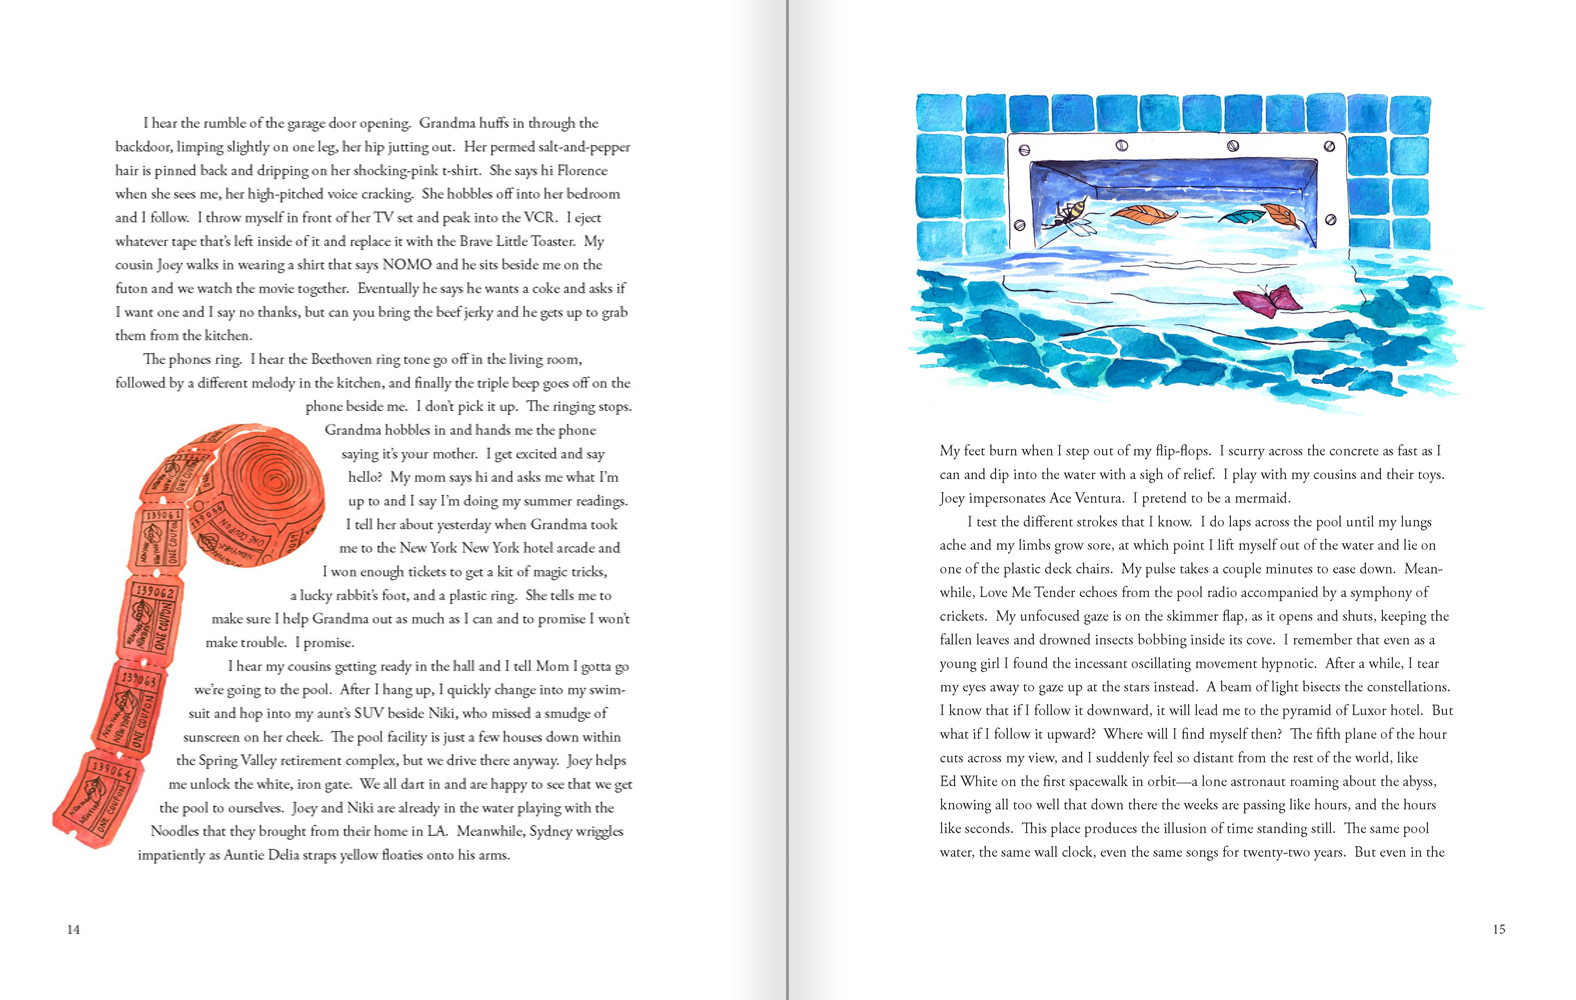 I hear the rumble of the garage door opening.  Grandma huffs in through the
backdoor, limping slightly on one leg, her hip jutting out.  Her permed salt-and-pepper
hair is pinned back and dripping on her shocking-pink t-shirt.  She says hi Florence
when she sees me, her high-pitched voice cracking.  She hobbles off into her bedroom
and I follow.  I throw myself in front of her TV set and peak into the VCR.  I eject
whatever tape that's left inside of it and replace it with the Brave Little Toaster.  My
cousin Joey walks in wearing a shirt that says NOMO and he sits beside me on the
futon and we watch the movie together.  Eventually he says he wants a coke and asks if
I want one and I say no thanks, but can you bring the beef jerky and he gets up to grab
them from the kitchen.
The phones ring.  I hear the Beethoven ring tone go off in the living room,
followed by a different melody in the kitchen, and finally the triple beep goes off on the
phone beside me.  I don't pick it up.  The ringing stops.
Grandma hobbles in and hands me the phone
saying it's your mother.  I get excited and say
hello?  My mom says hi and asks me what I'm
up to and I say I'm doing my summer readings.
I tell her about yesterday when Grandma took
me to the New York New York hotel arcade and
I won enough tickets to get a kit of magic tricks,
a lucky rabbit's foot, and a plastic ring.  She tells me to
make sure I help Grandma out as much as I can and to promise I won't
make trouble.  I promise.
I hear my cousins getting ready in the hall and I tell Mom I gotta go
we're going to the pool.  After I hang up, I quickly change into my swim-
suit and hop into my aunt's SUV beside Niki, who missed a smudge of
sunscreen on her cheek.  The pool facility is just a few houses down within
the Spring Valley retirement complex, but we drive there anyway.  Joey helps
me unlock the white, iron gate.  We all dart in and are happy to see that we get
the pool to ourselves.  Joey and Niki are already in the water playing with the
Noodles that they brought from their home in LA.  Meanwhile, Sydney wriggles
impatiently as Auntie Delia straps yellow floaties onto his arms.
ONE COUPON
139061
ONE COUPON
139062
NEW YORK
NEW YORK
ONE COUPON
139063
NEW YORK
NEW YORK
ONE COUPON
139064
NEW YORK
NEW YORK
ONE COUPON
14
My feet burn when I step out of my flip-flops.  I scurry across the concrete as fast as I
can and dip into the water with a sigh of relief.  I play with my cousins and their toys.
Joey impersonates Ace Ventura.  I pretend to be a mermaid.
I test the different strokes that I know.  I do laps across the pool until my lungs
ache and my limbs grow sore, at which point I lift myself out of the water and lie on
one of the plastic deck chairs.  My pulse takes a couple minutes to ease down.  Mean-
while, Love Me Tender echoes from the pool radio accompanied by a symphony of
crickets.  My unfocused gaze is on the skimmer flap, as it opens and shuts, keeping the
fallen leaves and drowned insects bobbing inside its cove.  I remember that even as a
young girl I found the incessant oscillating movement hypnotic.  After a while, I tear
my eyes away to gaze up at the stars instead.  A beam of light bisects the constellations.
I know that if I follow it downward, it will lead me to the pyramid of Luxor hotel.  But
what if I follow it upward?  Where will I find myself then?  The fifth plane of the hour
cuts across my view, and I suddenly feel so distant from the rest of the world, like
Ed White on the first spacewalk in orbit—a lone astronaut roaming about the abyss,
knowing all too well that down there the weeks are passing like hours, and the hours
like seconds.  This place produces the illusion of time standing still.  The same pool
water, the same wall clock, even the same songs for twenty-two years.  But even in the
15